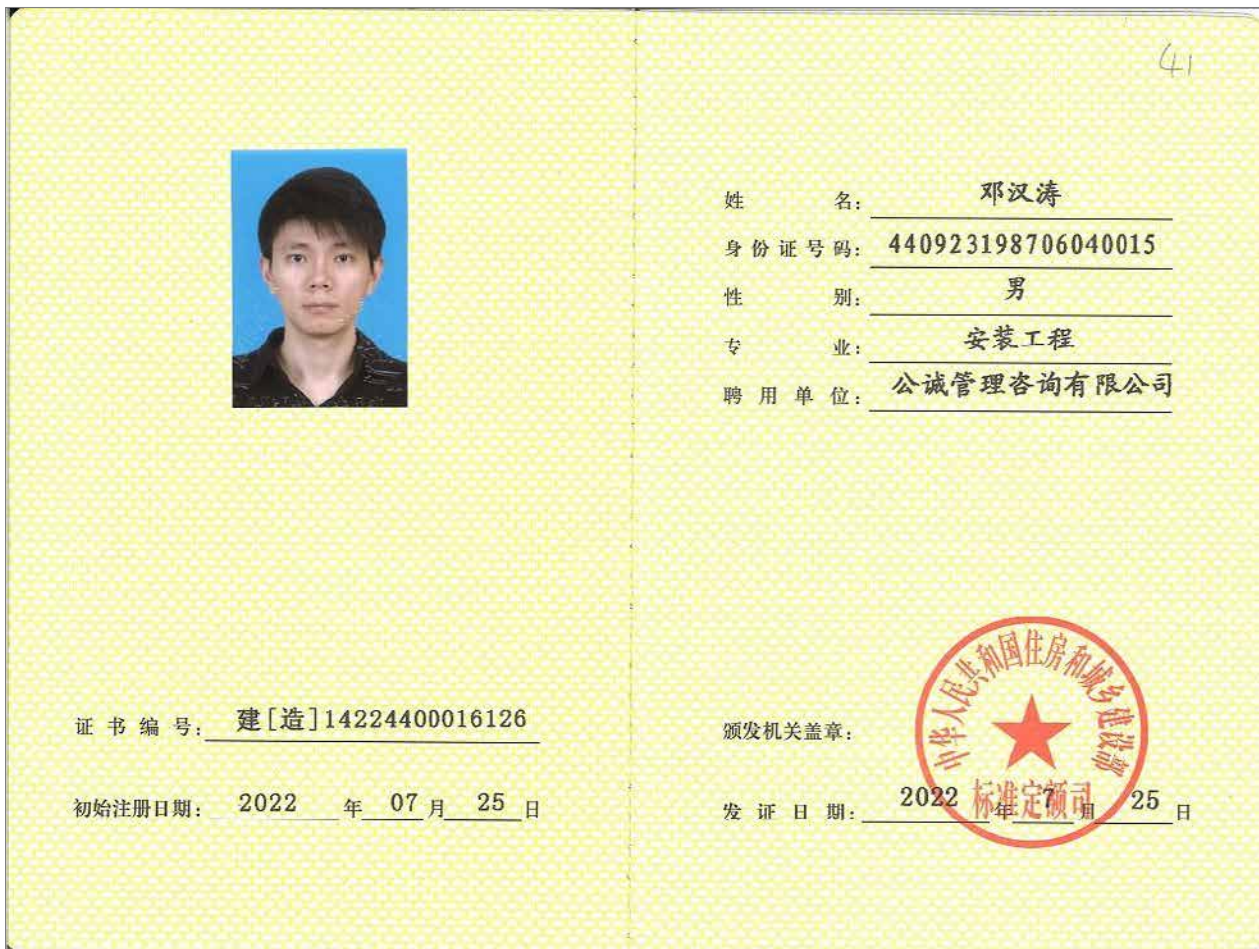 41
姓名: 邓汉涛
身份证号码: 440923198706040015
性别: 男
专业: 安装工程
聘用单位: 公诚管理咨询有限公司
证书编号: 建[造]14224400016126
初始注册日期: 2022 年 07 月 25 日
颁发机关盖章:
中华人民共和国住房和城乡建设部
标准定额司
发证日期: 2022 年 7 月 25 日